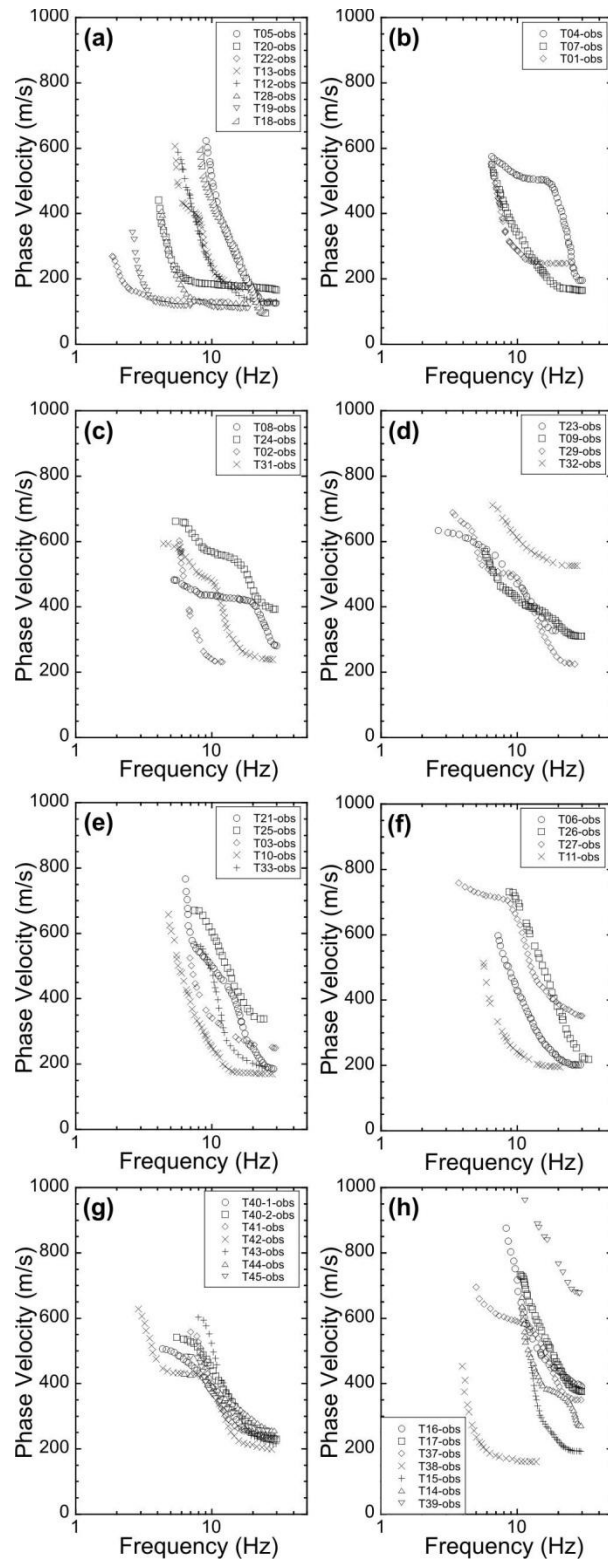 (a)
T05-obs
T20-obs
T22-obs
T13-obs
T12-obs
T28-obs
T19-obs
T18-obs
1000
800
600
400
200
0
Phase Velocity (m/s)
1
10
Frequency (Hz)
(b)
T04-obs
T07-obs
T01-obs
1000
800
600
400
200
0
Phase Velocity (m/s)
1
10
Frequency (Hz)
(c)
T08-obs
T24-obs
T02-obs
T31-obs
1000
800
600
400
200
0
Phase Velocity (m/s)
1
10
Frequency (Hz)
(d)
T23-obs
T09-obs
T29-obs
T32-obs
1000
800
600
400
200
0
Phase Velocity (m/s)
1
10
Frequency (Hz)
(e)
T21-obs
T25-obs
T03-obs
T10-obs
T33-obs
1000
800
600
400
200
0
Phase Velocity (m/s)
1
10
Frequency (Hz)
(f)
T06-obs
T26-obs
T27-obs
T11-obs
1000
800
600
400
200
0
Phase Velocity (m/s)
1
10
Frequency (Hz)
(g)
T40-1-obs
T40-2-obs
T41-obs
T42-obs
T43-obs
T44-obs
T45-obs
1000
800
600
400
200
0
Phase Velocity (m/s)
1
10
Frequency (Hz)
(h)
T16-obs
T17-obs
T37-obs
T38-obs
T15-obs
T14-obs
T39-obs
1000
800
600
400
200
0
Phase Velocity (m/s)
1
10
Frequency (Hz)